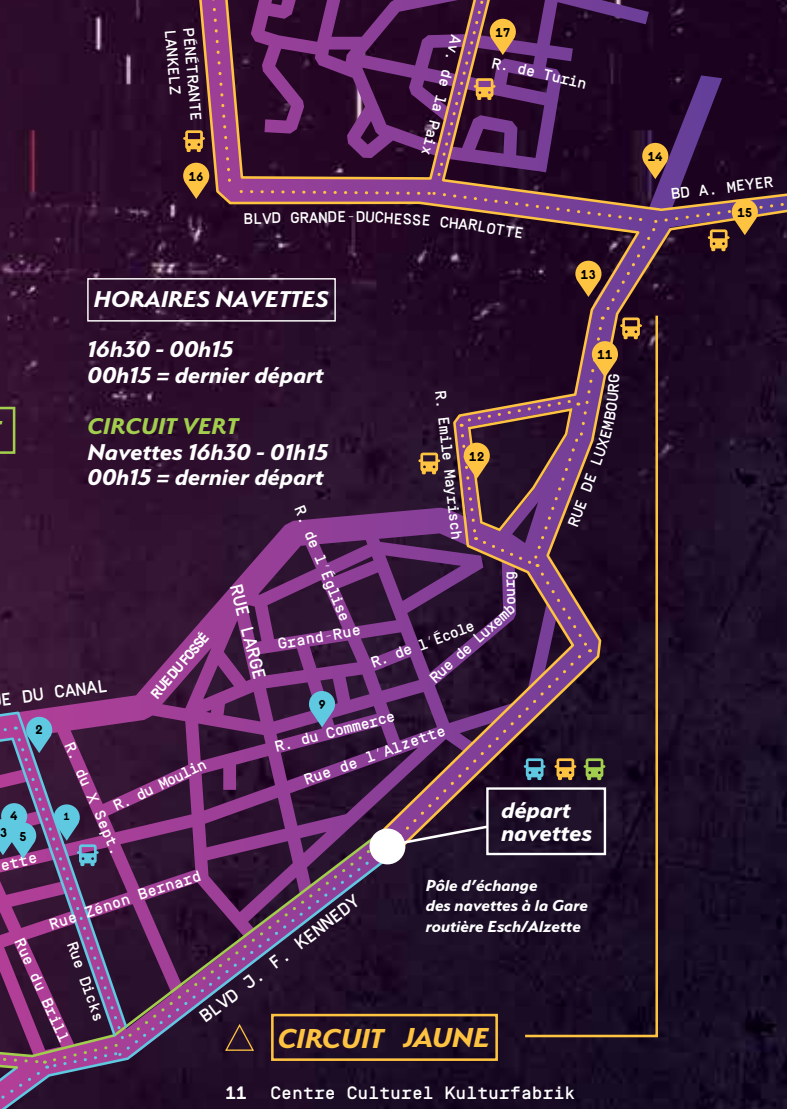 17
R. de Turin
PÉNÉTRANTE
LANKELZ
Av. de la Paix
16
14
BD A. MEYER
15
BLVD GRANDE-DUCHESSE CHARLOTTE
13
HORAIRES NAVETTES
16h30 - 00h15
00h15 = dernier départ
CIRCUIT VERT
Navettes 16h30 - 01h15
00h15 = dernier départ
11
RUE DE LUXEMBOURG
R. Emile Mayrisch
12
R. de l'Église
RUE LARGE
Grand-Rue
R. de l'École
Rue de Luxembourg
RUE DU FOSSÉ
E DU CANAL
9
R. du Commerce
Rue de l'Alzette
2
R. du X Sept.
R. du Moulin
4
3
5
1
ette
Rue Zénon Bernard
Rue Dicks
Rue du Brill
BLVD J. F. KENNEDY
départ
navettes
Pôle d'échange
des navettes à la Gare
routière Esch/Alzette
CIRCUIT JAUNE
11 Centre Culturel Kulturfabrik